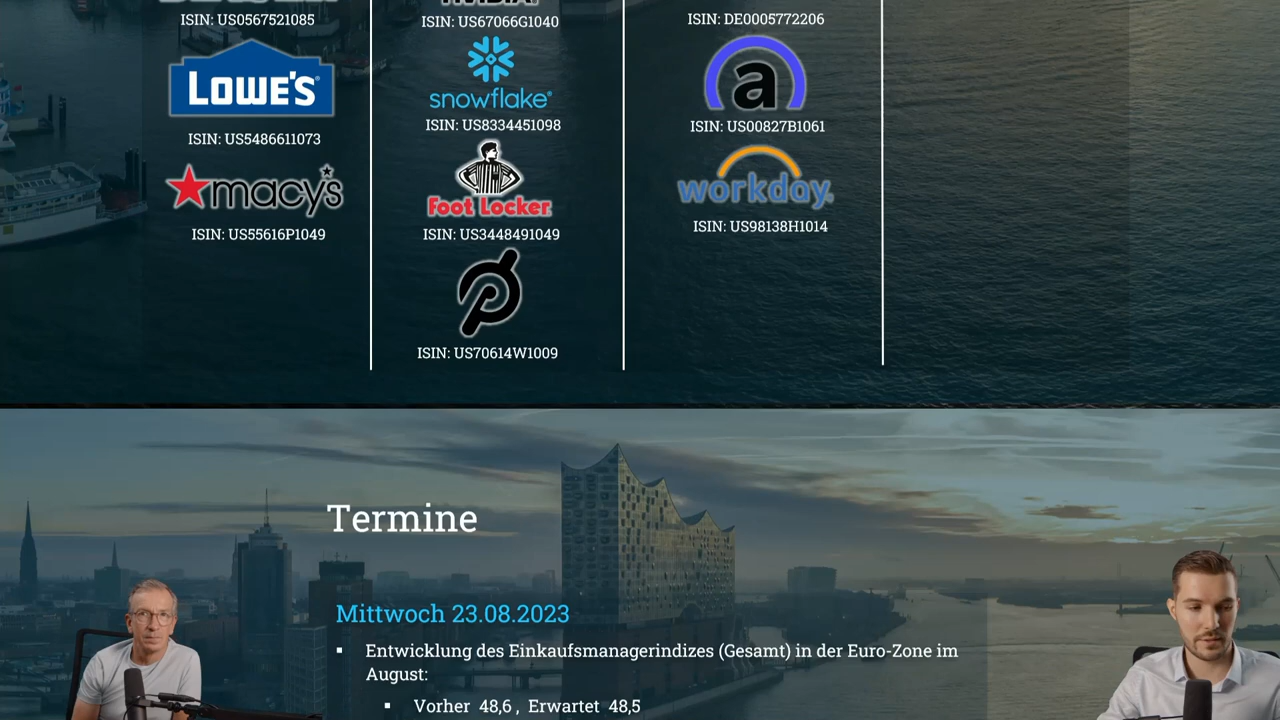 ISIN: US0567521085
LOWE'S
ISIN: US5486611073
macy's
ISIN: US55616P1049
ISIN: US67066G1040
snowflake®
ISIN: US8334451098
Foot Locker
ISIN: US3448491049
ISIN: US70614W1009
ISIN: DE0005772206
a
ISIN: US00827B1061
workday.
ISIN: US98138H1014
Termine
Mittwoch 23.08.2023
▪ Entwicklung des Einkaufsmanagerindizes (Gesamt) in der Euro-Zone im
August:
▪ Vorher 48,6 , Erwartet 48,5